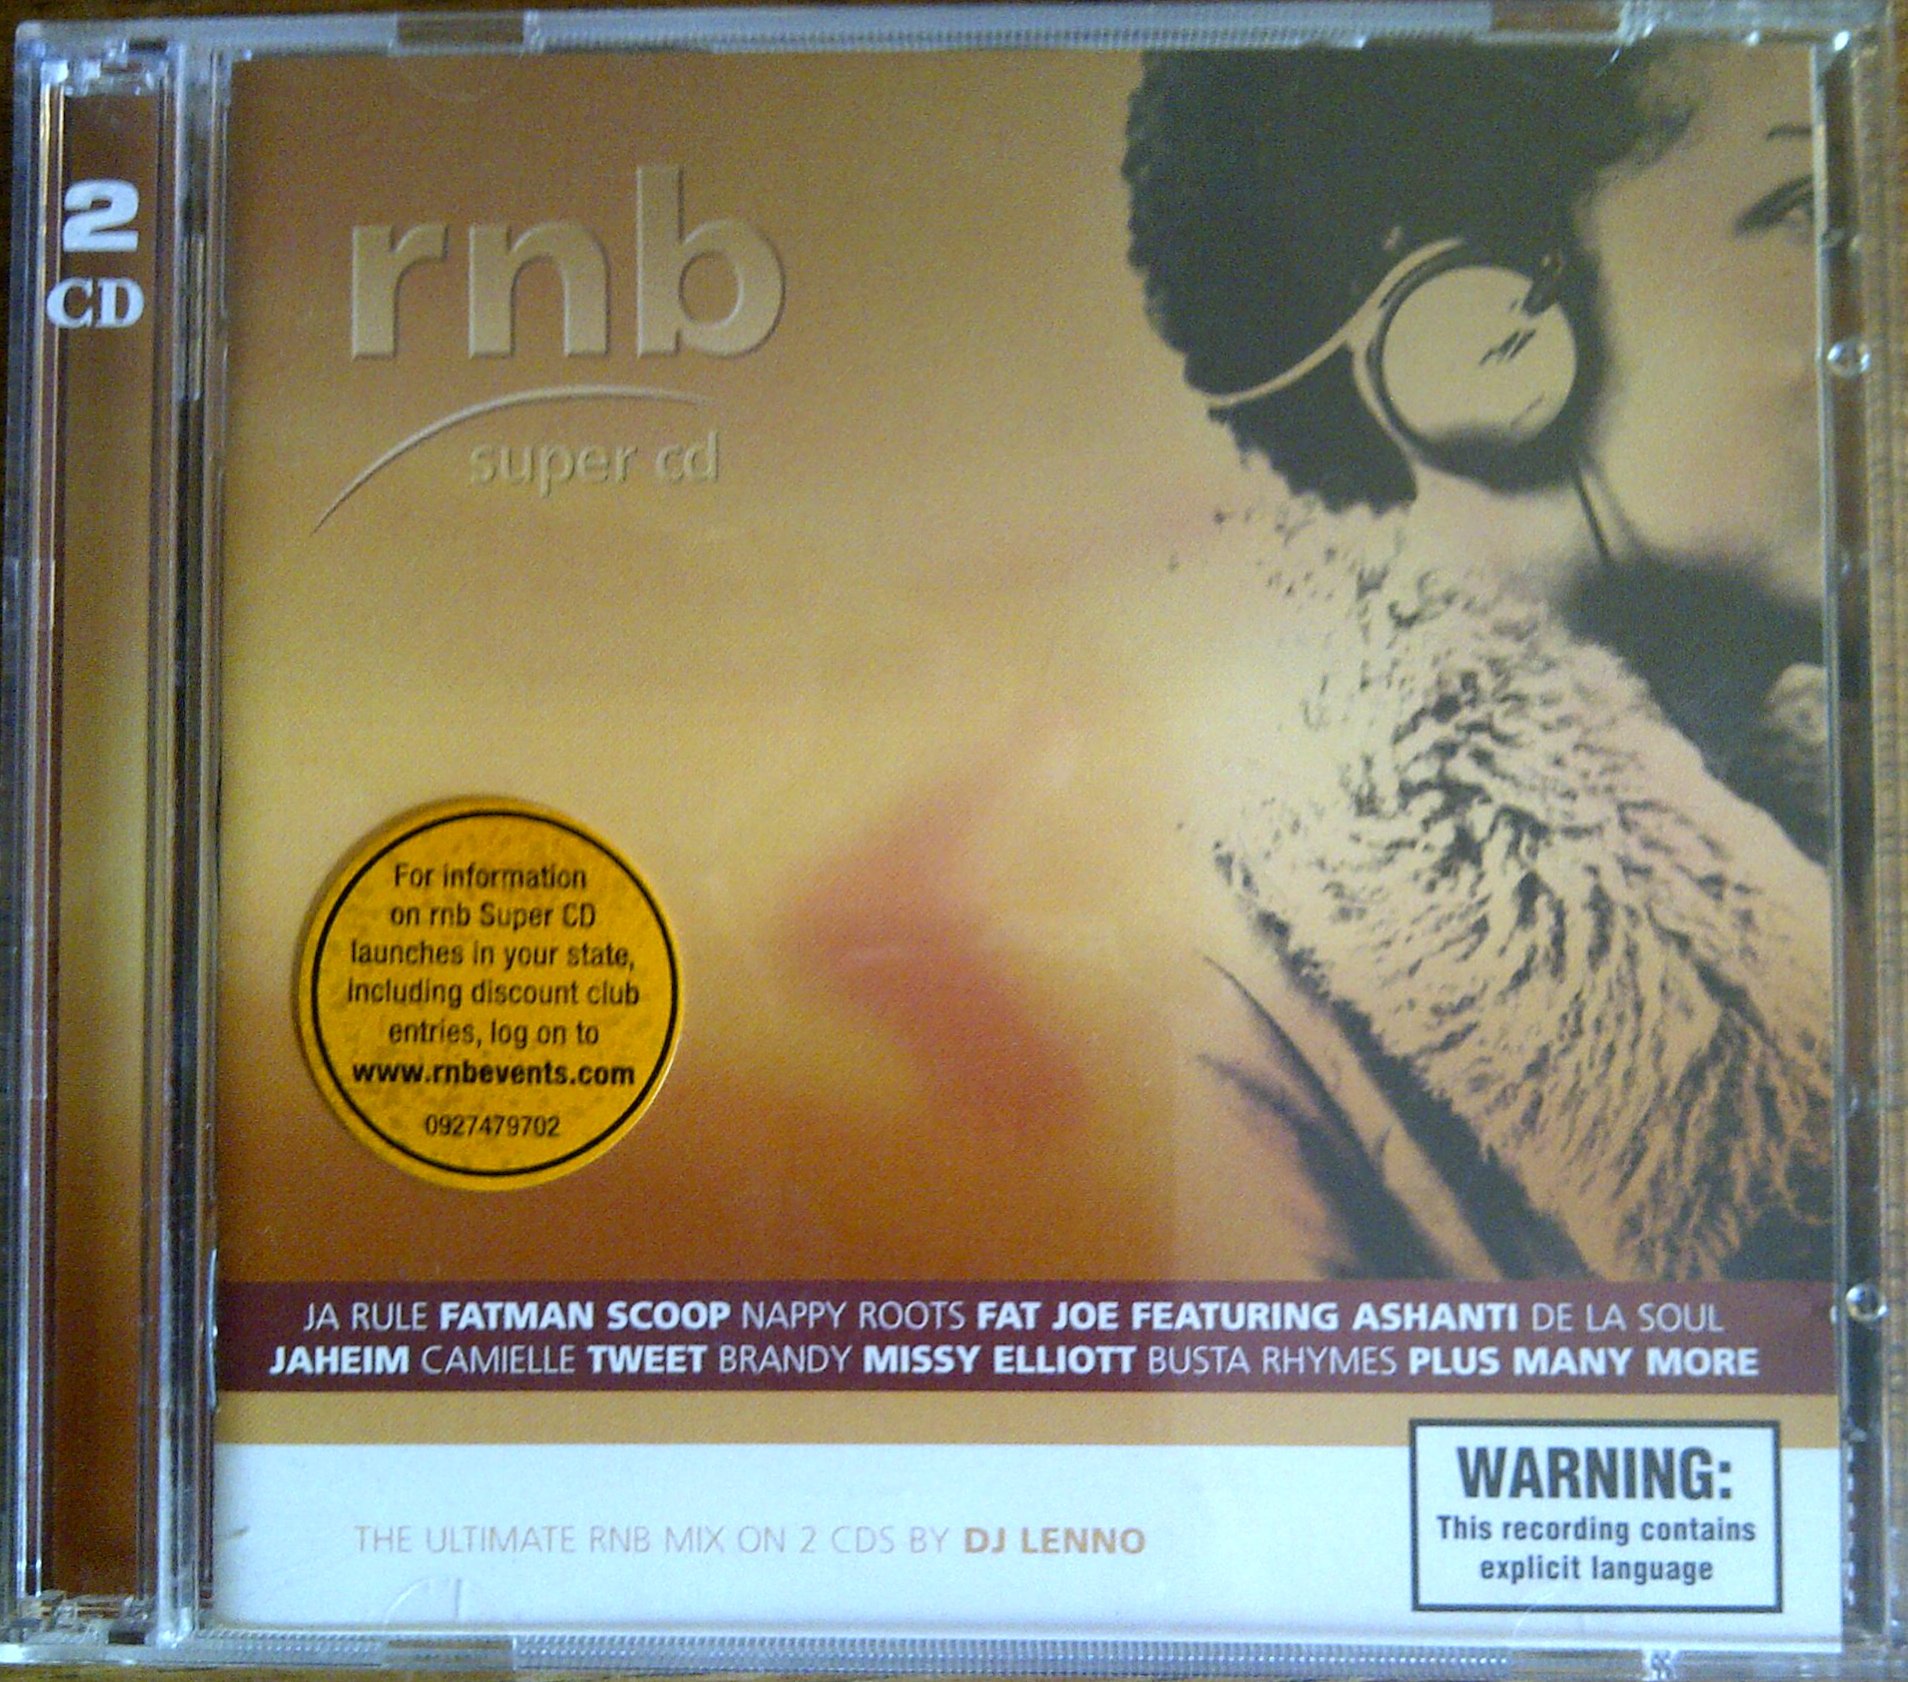 2
CD
rnb
super cd
For information
on rnb Super CD
launches in your state,
including discount club
entries, log on to
www.rnbevents.com
0927479702
JA RULE FATMAN SCOOP NAPPY ROOTS FAT JOE FEATURING ASHANTI DE LA SOUL
JAHEIM CAMIELLE TWEET BRANDY MISSY ELLIOTT BUSTA RHYMES PLUS MANY MORE
THE ULTIMATE RNB MIX ON 2 CDS BY DJ LENNO
WARNING:
This recording contains
explicit language